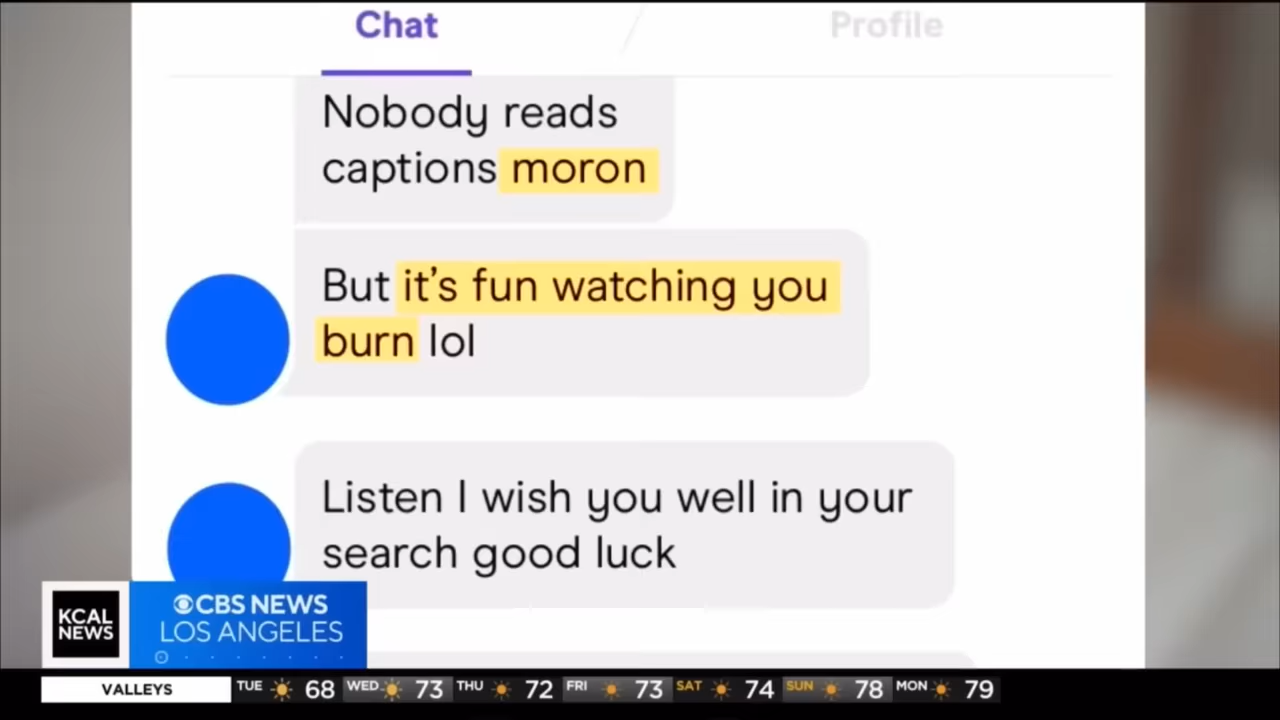 Chat
Profile
Nobody reads
captions moron
But it's fun watching you
burn lol
Listen I wish you well in your
search good luck
KCAL
NEWS
CBS NEWS
LOS ANGELES
VALLEYS TUE 68 WED 73 THU 72 FRI 73 SAT 74 SUN 78 MON 79